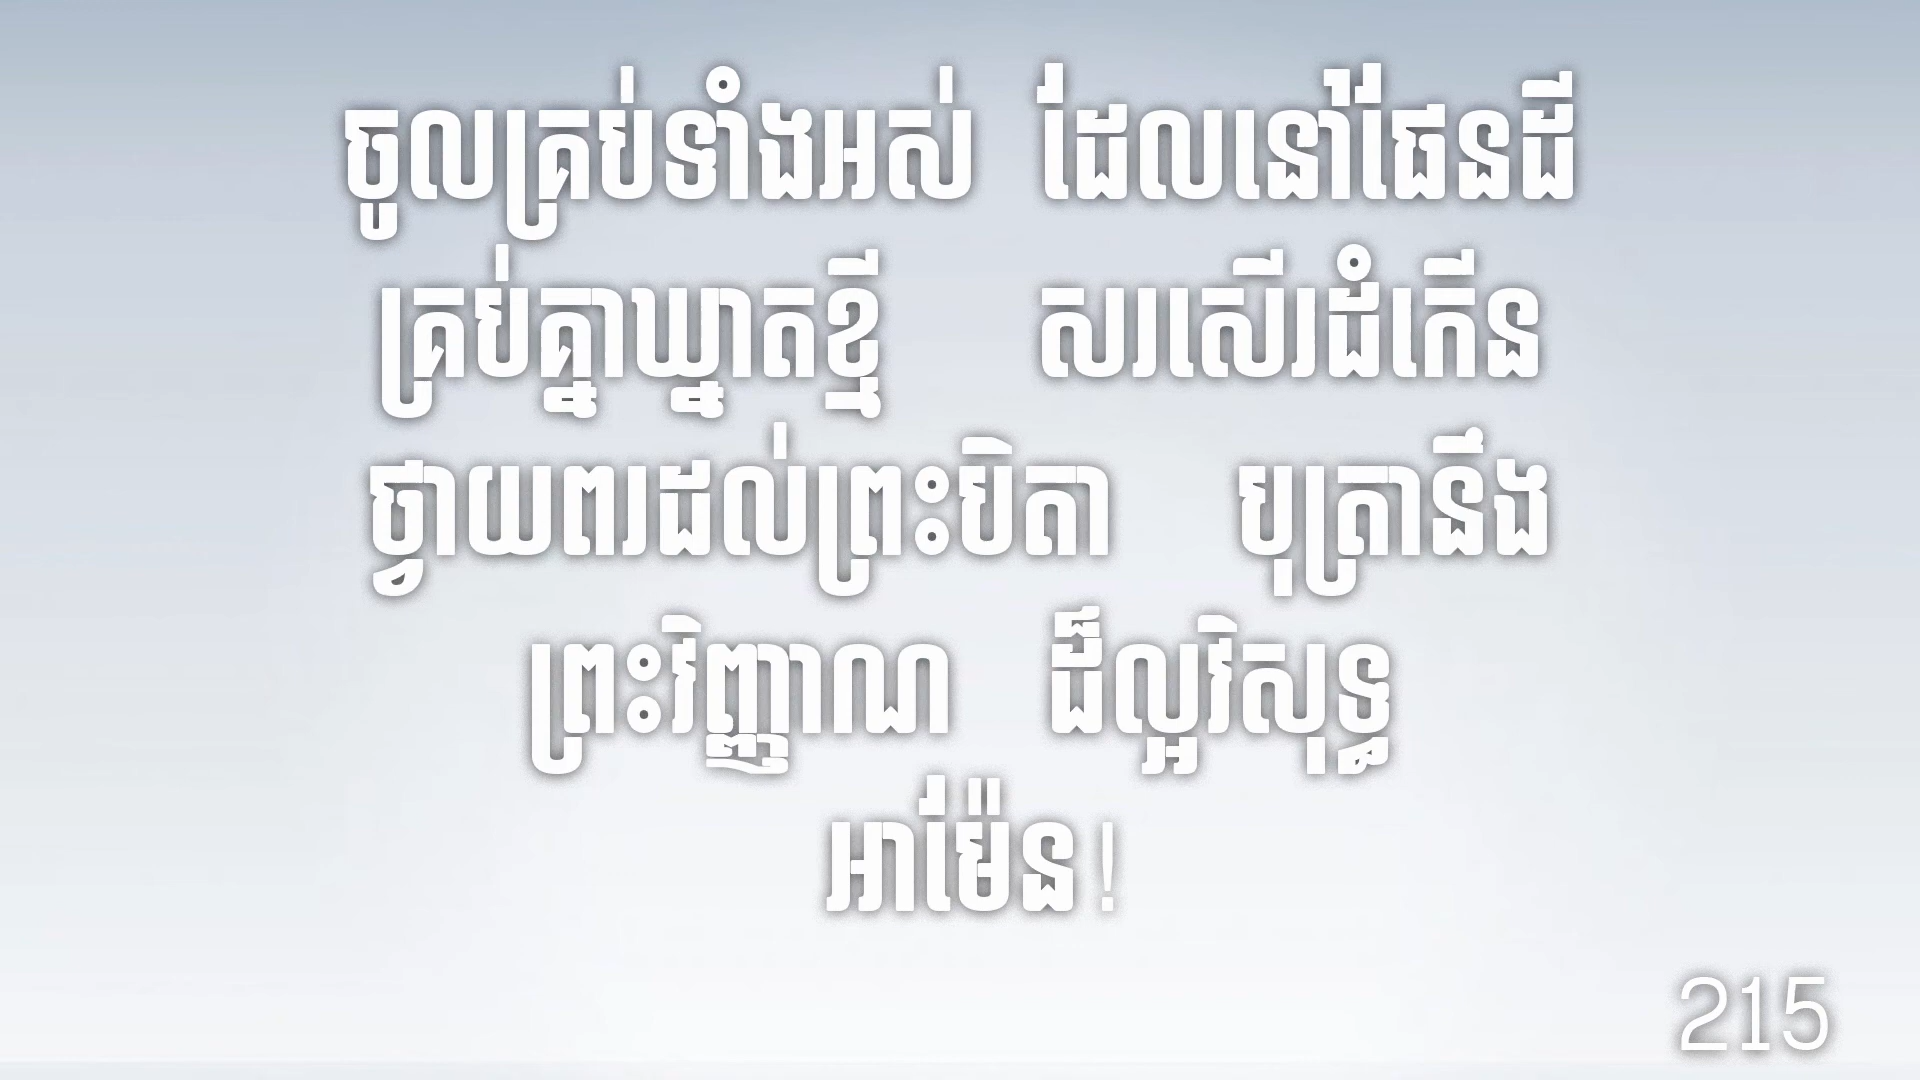 ចូលគ្រប់ទាំងអស់ ដែលនៅផែនដី
គ្រប់គ្នាឃ្នាតខ្មី សរសើរដំកើន
ថ្វាយពរដល់ព្រះបិតា បុត្រានឹង
ព្រះវិញ្ញាណ ដ៏ល្អវិសុទ្ធ
អាម៉ែន!
215